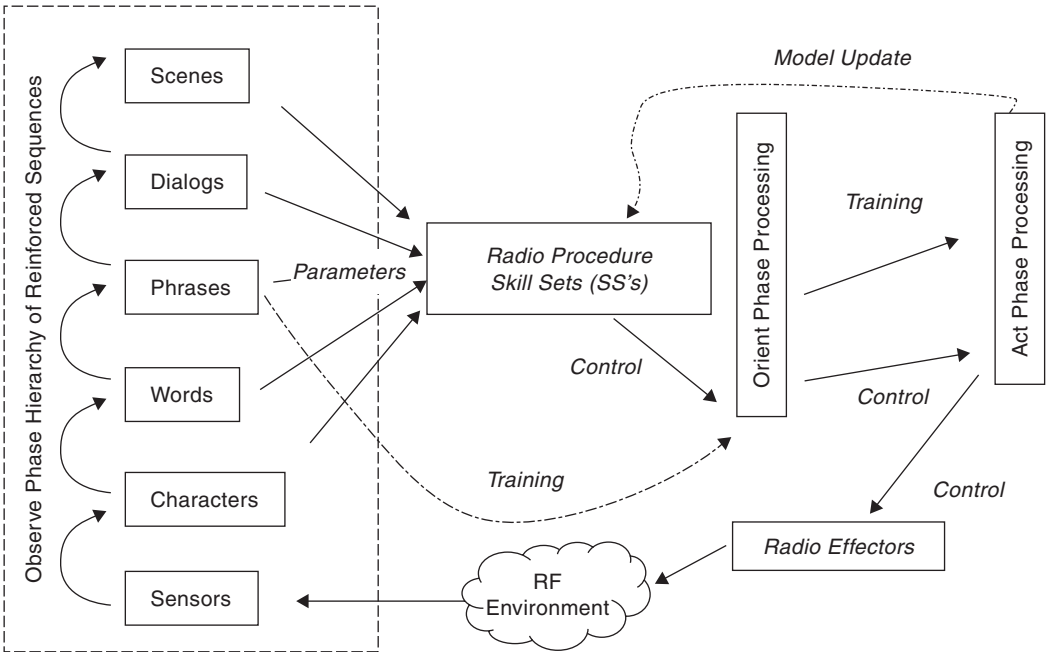 Observe Phase Hierarchy of Reinforced Sequences
Scenes
Dialogs
Phrases
Words
Characters
Sensors
Parameters
Radio Procedure
Skill Sets (SS's)
Model Update
Control
Training
Orient Phase Processing
Training
Control
Act Phase Processing
Control
Radio Effectors
RF
Environment